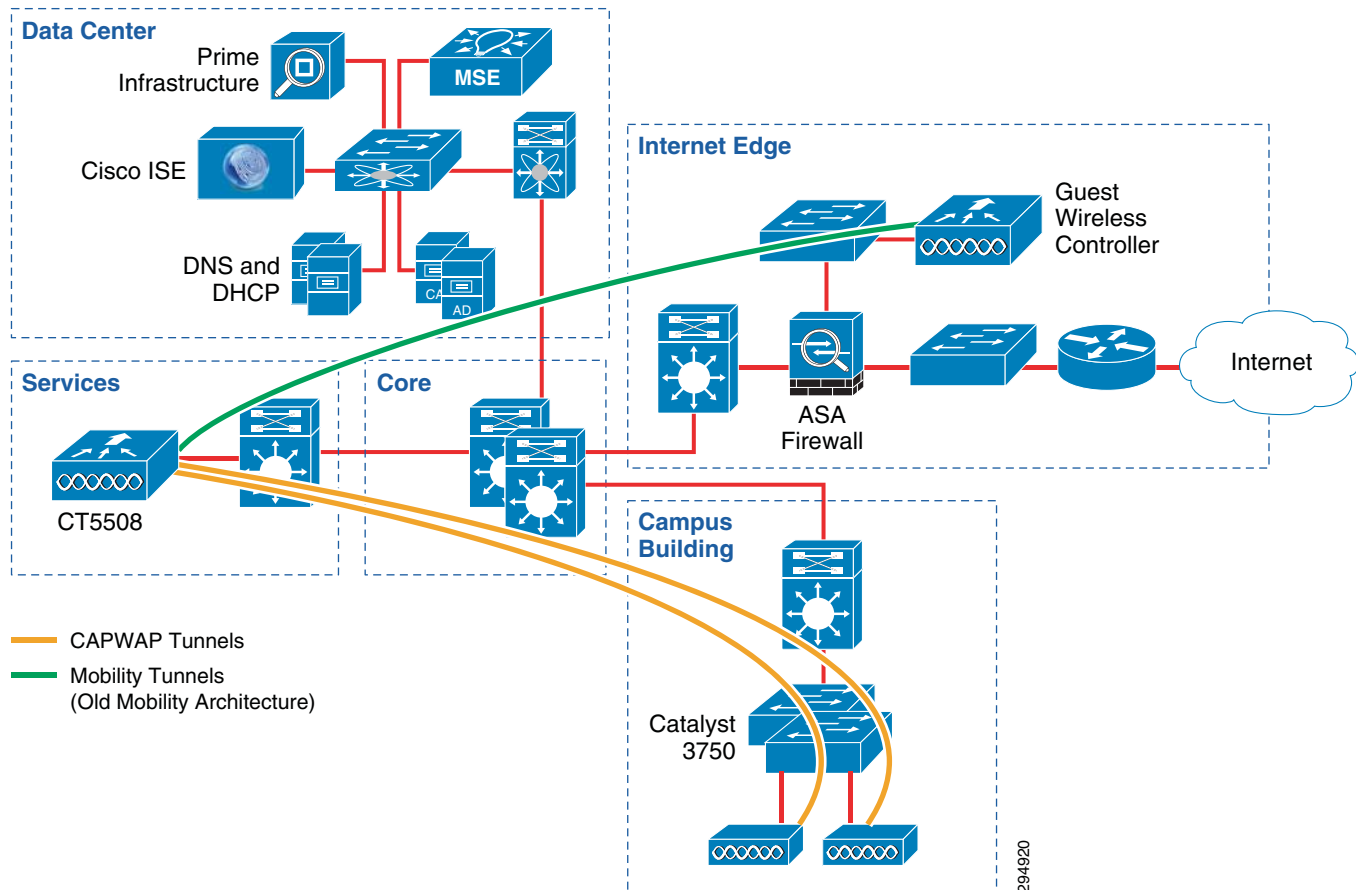 Data Center
Prime
Infrastructure
MSE
Cisco ISE
DNS and
DHCP
CA
AD
Internet Edge
Guest
Wireless
Controller
ASA
Firewall
Internet
Services
CT5508
Core
Campus
Building
Catalyst
3750
CAPWAP Tunnels
Mobility Tunnels
(Old Mobility Architecture)
294920